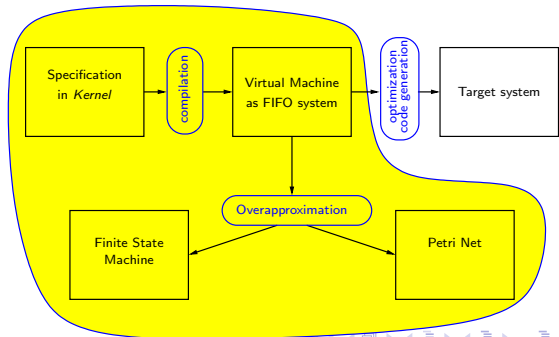 Specification
in Kernel
compilation
Virtual Machine
as FIFO system
optimization
code generation
Target system
Overapproximation
Finite State
Machine
Petri Net